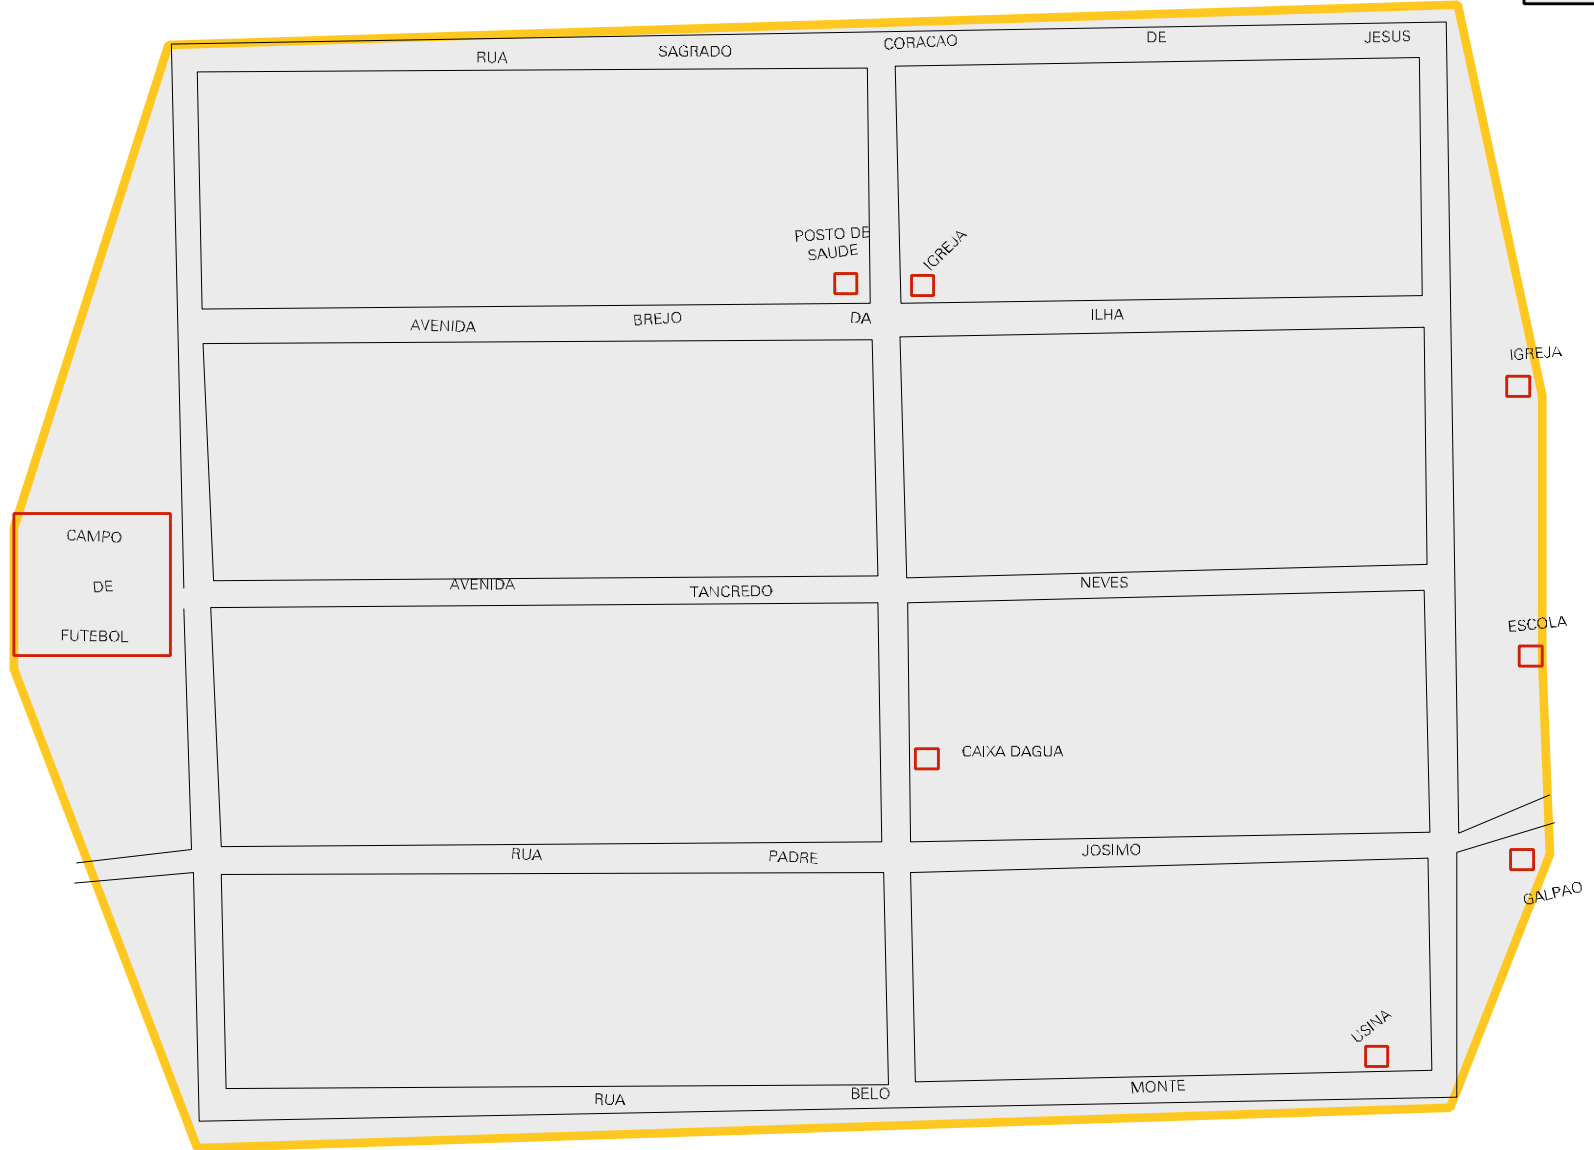 RUA SAGRADO CORACAO DE JESUS
POSTO DE
SAUDE
IGREJA
AVENIDA BREJO DA ILHA
IGREJA
CAMPO
DE
FUTEBOL
AVENIDA TANCREDO NEVES
ESCOLA
CAIXA DAGUA
RUA PADRE JOSIMO
GALPAO
USINA
RUA BELO MONTE